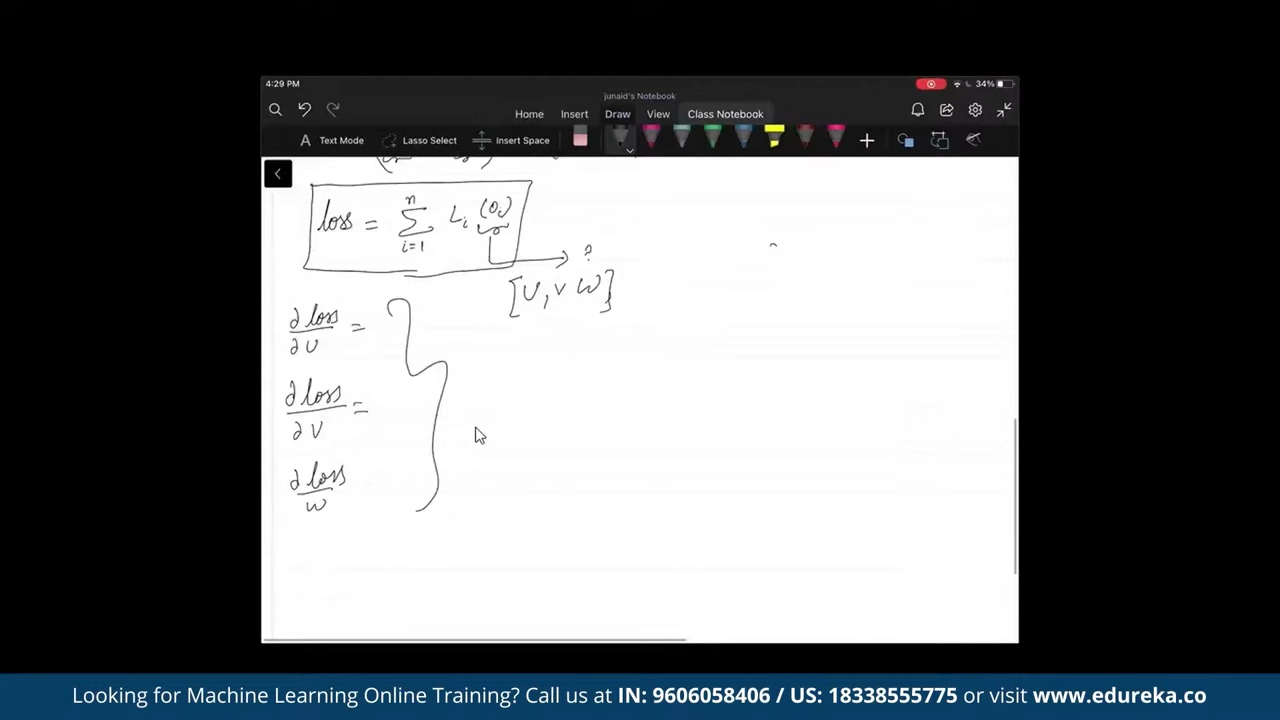 4:29 PM
34%
junaid's Notebook
Home Insert Draw View Class Notebook
Text Mode Lasso Select Insert Space
loss = n ∑ i=1 Li (Oi)
?
[U, V W]
∂ loss / ∂U =
∂ loss / ∂V =
∂ loss / W
Looking for Machine Learning Online Training? Call us at IN: 9606058406 / US: 18338555775 or visit www.edureka.co